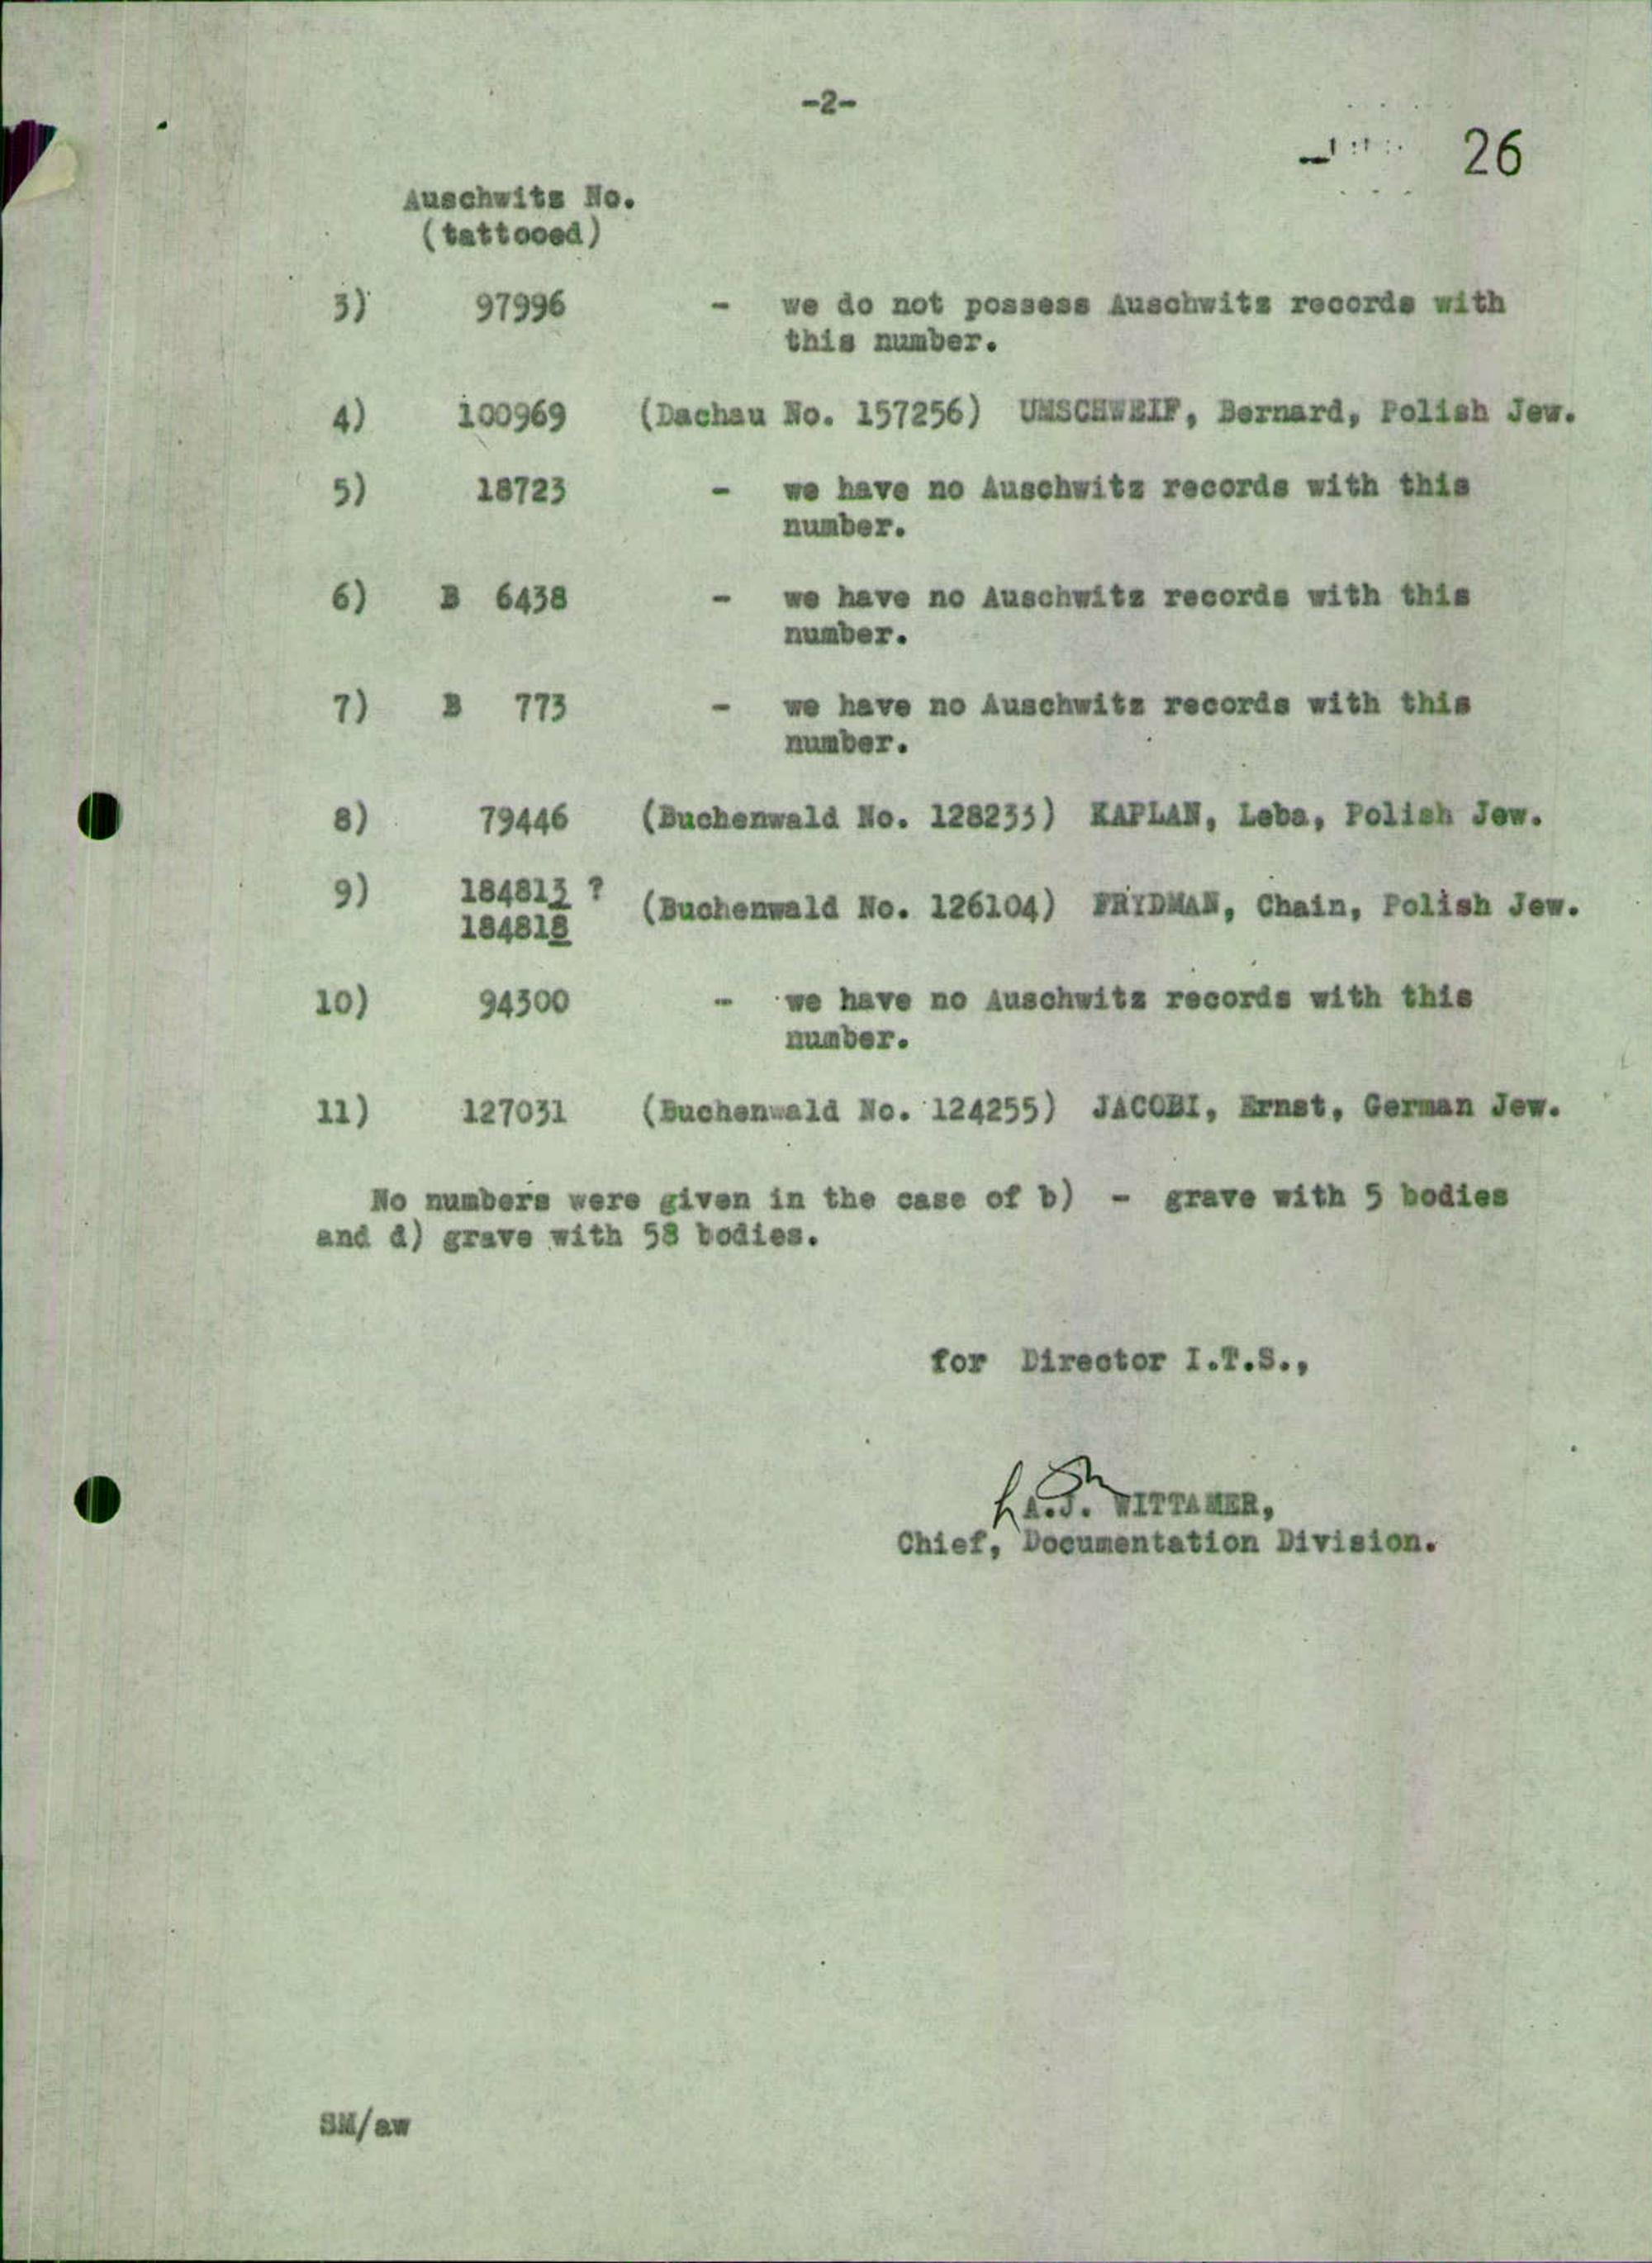 -2-
26
Auschwitz No.
(tattooed)
3) 97996 - we do not possess Auschwitz records with
this number.
4) 100969 (Dachau No. 157256) UMSCHWEIF, Bernard, Polish Jew.
5) 18723 - we have no Auschwitz records with this
number.
6) B 6438 - we have no Auschwitz records with this
number.
7) B 773 - we have no Auschwitz records with this
number.
8) 79446 (Buchenwald No. 128233) KAPLAN, Leba, Polish Jew.
9) 184813 ? (Buchenwald No. 126104) FRIDMAN, Chain, Polish Jew.
184818
10) 94300 - we have no Auschwitz records with this
number.
11) 127031 (Buchenwald No. 124255) JACOBI, Ernst, German Jew.
No numbers were given in the case of b) - grave with 5 bodies
and d) grave with 58 bodies.
for Director I.T.S.,
A.J. WITTAMER,
Chief, Documentation Division.
SM/aw